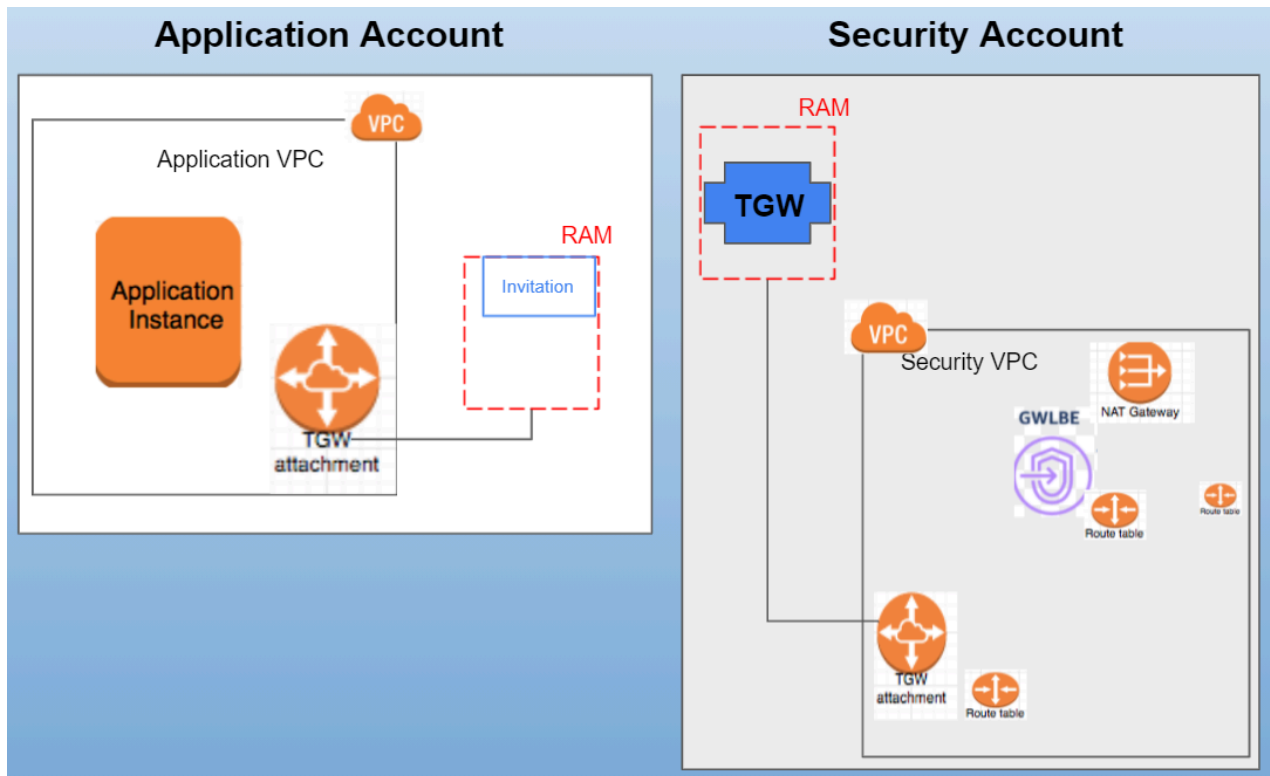 Application Account
Security Account
VPC
Application VPC
Application
Instance
RAM
Invitation
TGW
attachment
RAM
TGW
VPC
Security VPC
NAT Gateway
GWLBE
Route table
Route table
TGW
attachment
Route table